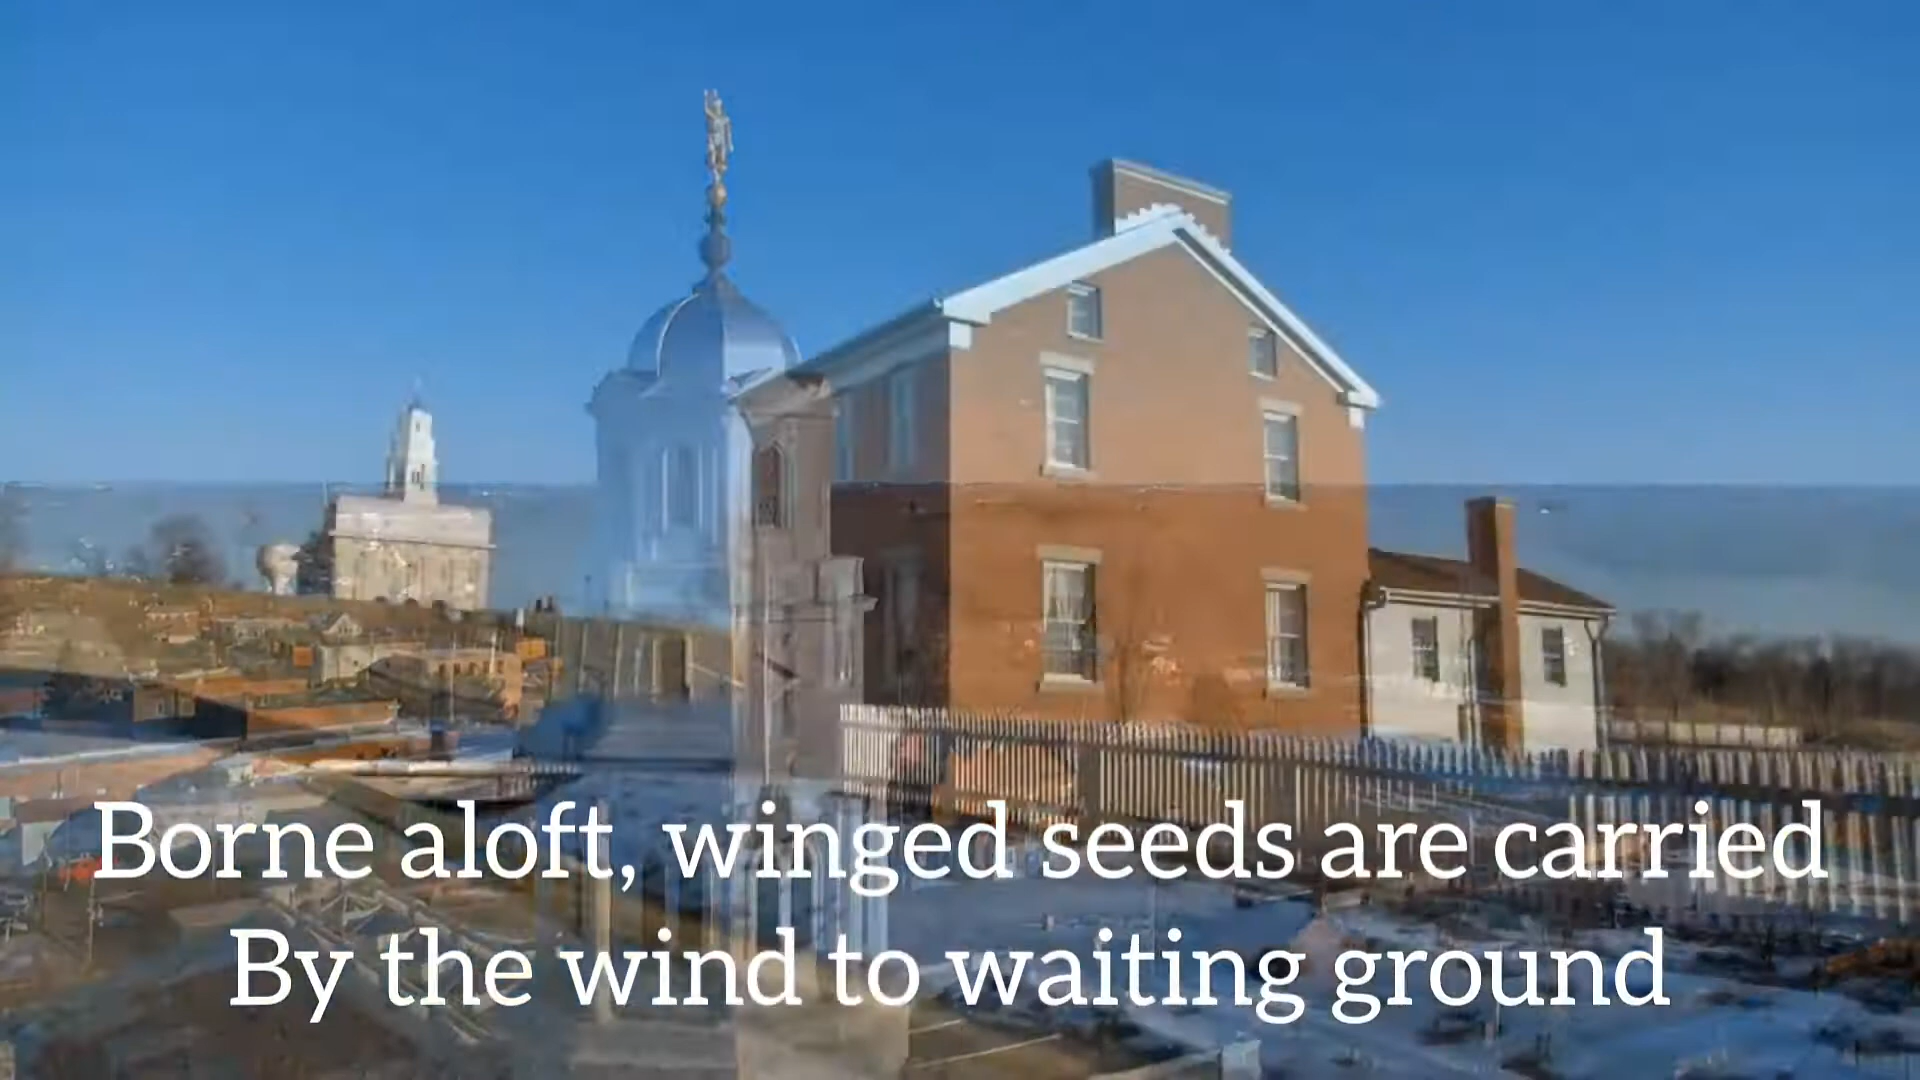 Borne aloft, winged seeds are carried
By the wind to waiting ground